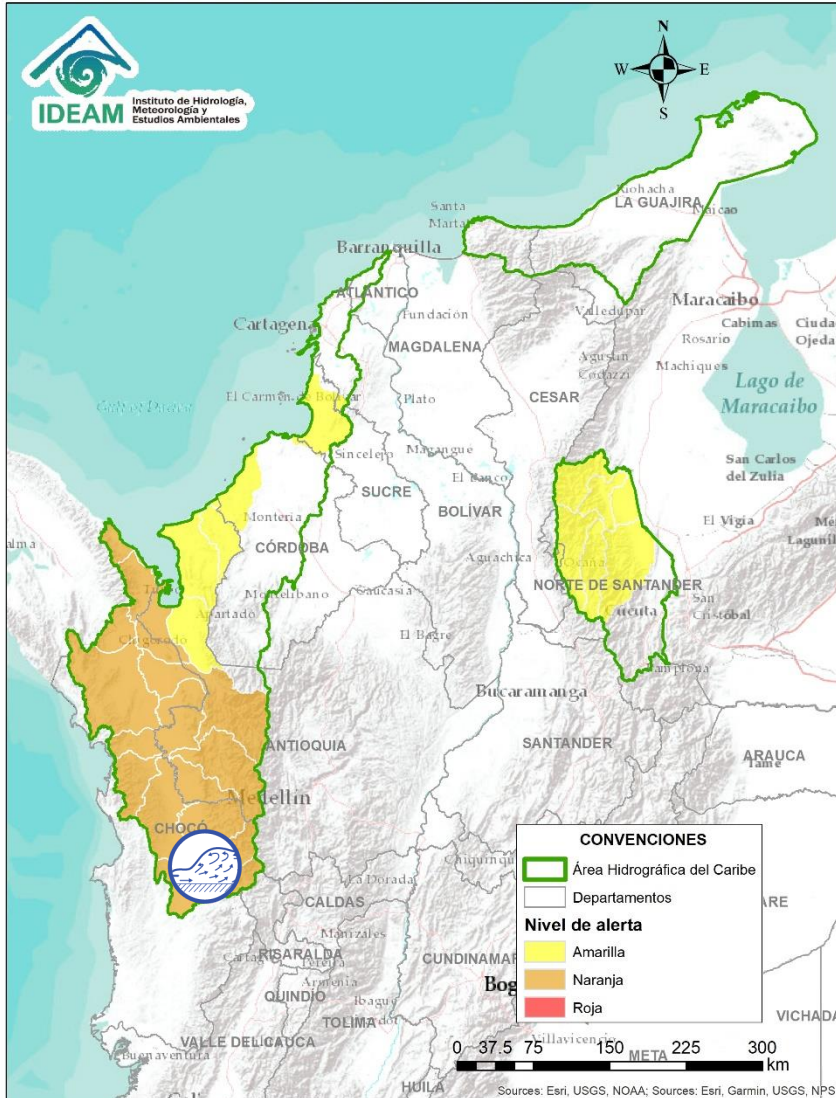 IDEAM
Instituto de Hidrología,
Meteorología y
Estudios Ambientales
N
W
E
S
Riohacha
LA GUAJIRA
Maicao
Santa
Marta
Barranquilla
ATLÁNTICO
Fundación
Valledupar
Maracaibo
Cabimas
Ciudad
Ojeda
Rosario
Machiques
Cartagena
MAGDALENA
Agustín
Codazzi
CESAR
Lago de
Maracaibo
El Carmen de Bolívar
Plato
Sincelejo
Magangue
San Carlos
del Zulia
SUCRE
El Banco
BOLÍVAR
Montería
CÓRDOBA
El Vigía
Aguachica
Ocaña
NORTE DE SANTANDER
Montelíbano
Caucasia
Apartadó
Cúcuta
San
Cristóbal
El Bagre
Pamplona
Bucaramanga
ANTIOQUIA
SANTANDER
ARAUCA
Tame
Medellín
CHOCÓ
La Dorada
CALDAS
Manizales
RISARALDA
Pereira
Armenia
QUINDÍO
Ibagué
TOLIMA
VALLE DEL CAUCA
Buenaventura
Villavicencio
META
VICHADA
HUILA
CONVENCIONES
Área Hidrográfica del Caribe
Departamentos
Nivel de alerta
Amarilla
Naranja
Roja
0 37.5 75 150 225 300
km
Sources: Esri, USGS, NOAA; Sources: Esri, Garmin, USGS, NPS